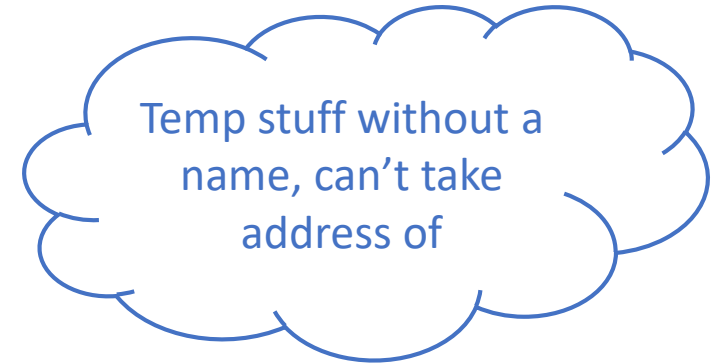 Temp stuff without a
name, can’t take
address of